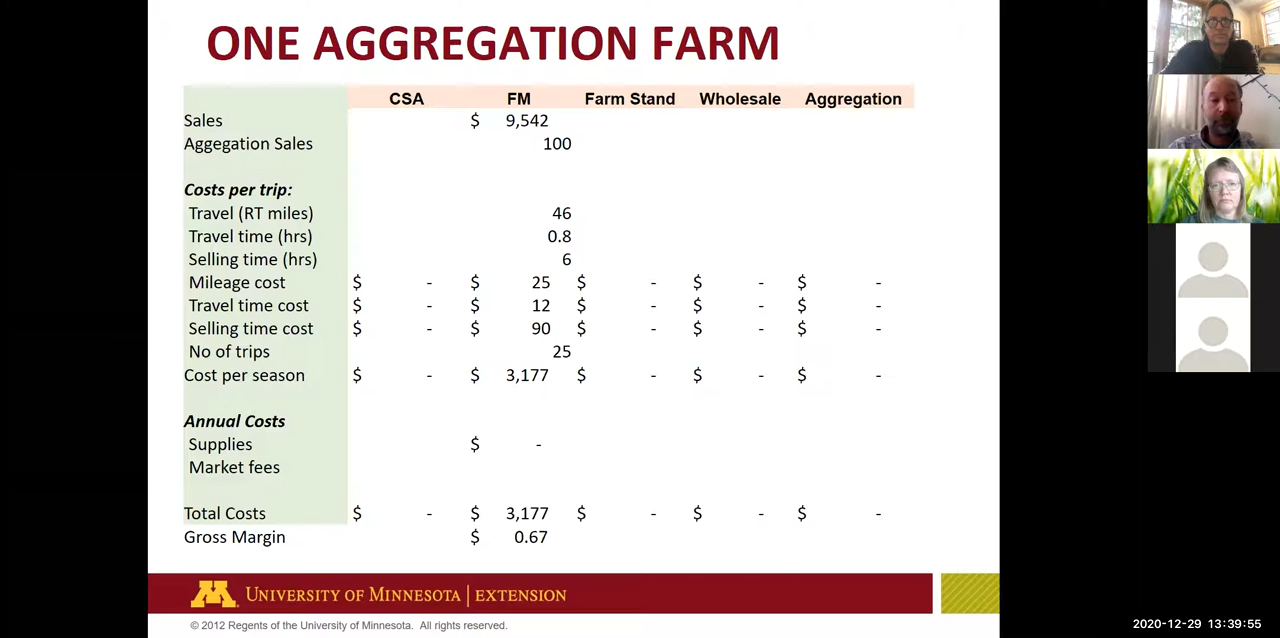 ONE AGGREGATION FARM
CSA FM Farm Stand Wholesale Aggregation
Sales $ 9,542
Aggegation Sales 100
Costs per trip:
Travel (RT miles) 46
Travel time (hrs) 0.8
Selling time (hrs) 6
Mileage cost $ - $ 25 $ - $ - $ -
Travel time cost $ - $ 12 $ - $ - $ -
Selling time cost $ - $ 90 $ - $ - $ -
No of trips 25
Cost per season $ - $ 3,177 $ - $ - $ -
Annual Costs
Supplies $ -
Market fees
Total Costs $ - $ 3,177 $ - $ - $ -
Gross Margin $ 0.67
M UNIVERSITY OF MINNESOTA | EXTENSION
© 2012 Regents of the University of Minnesota. All rights reserved.
2020-12-29 13:39:55